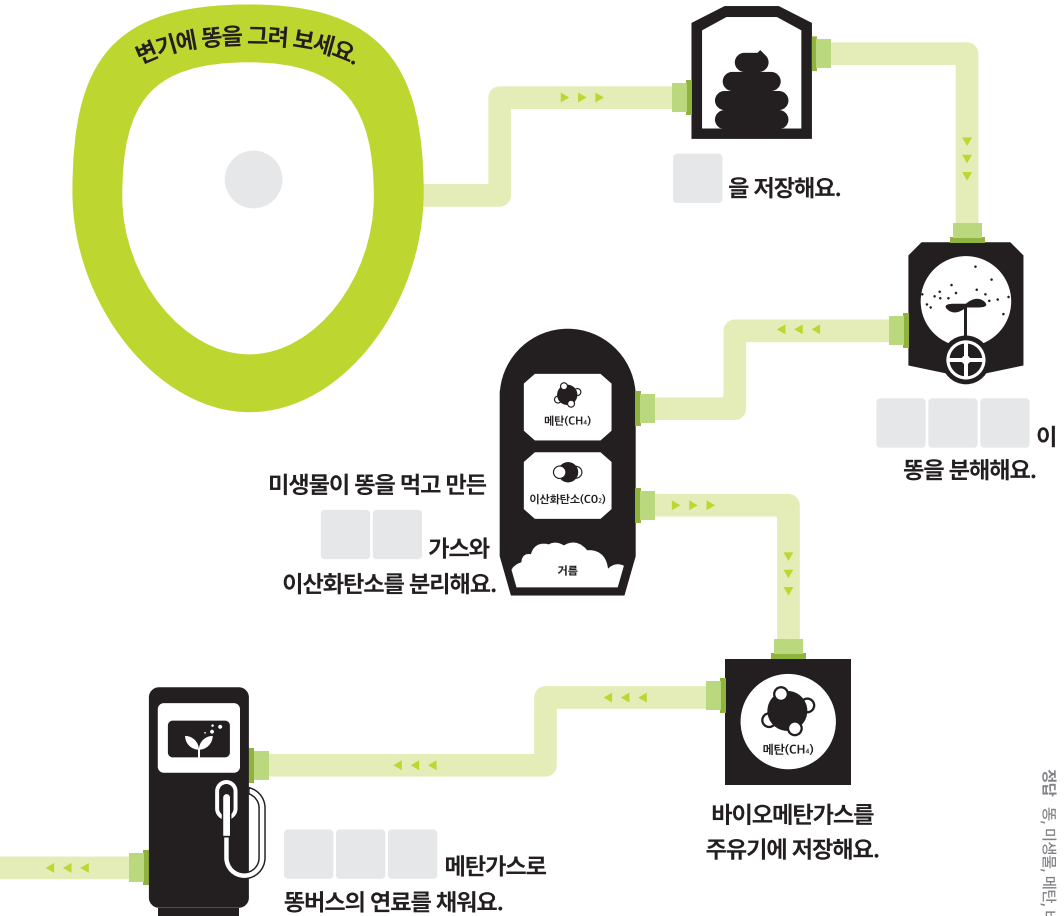 변기에 똥을 그려 보세요.
을 저장해요.
이
똥을 분해해요.
메탄(CH₄)
이산화탄소(CO₂)
거름
미생물이 똥을 먹고 만든
가스와
이산화탄소를 분리해요.
메탄(CH₄)
바이오메탄가스를
주유기에 저장해요.
메탄가스로
똥버스의 연료를 채워요.
정답 똥, 미생물, 메탄,